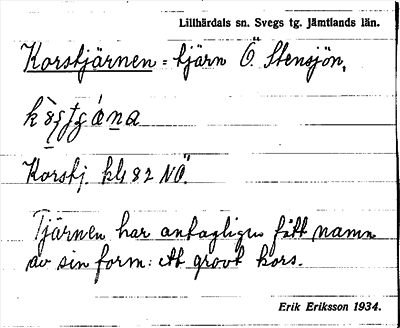 Lillhärdals sn. Svegs tg. Jämtlands län.
Korstjärnen = tjärn Ö Stensjön,
Korstj. kbl 82 NÖ.
Tjärnen har antagligen fått namn
av sin form: ett grovt kors.
Erik Eriksson 1934.